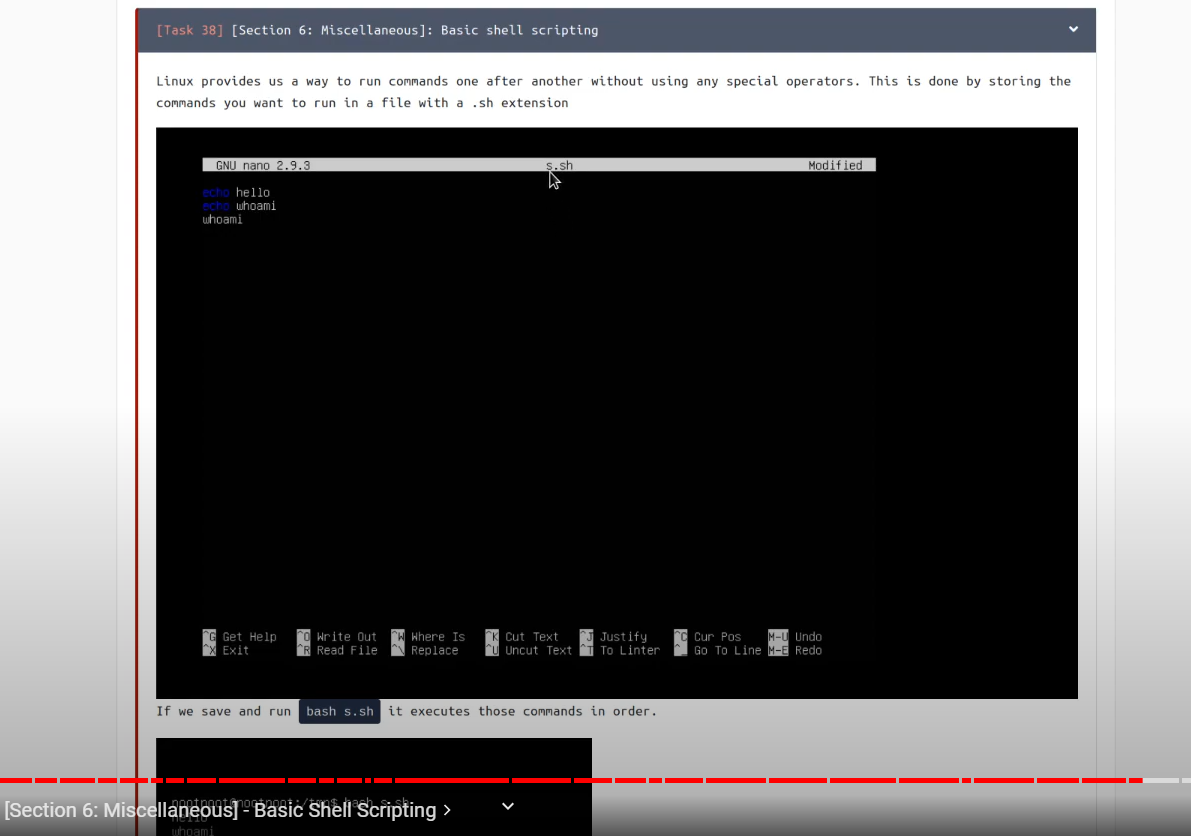 [Task 38] [Section 6: Miscellaneous]: Basic shell scripting
Linux provides us a way to run commands one after another without using any special operators. This is done by storing the
commands you want to run in a file with a .sh extension
GNU nano 2.9.3 s.sh Modified
echo hello
echo whoami
whoami
^G Get Help ^O Write Out ^W Where Is ^K Cut Text ^J Justify ^C Cur Pos M-U Undo
^X Exit ^R Read File ^\ Replace ^U Uncut Text ^T To Linter ^_ Go To Line M-E Redo
If we save and run bash s.sh it executes those commands in order.
nootnoot@nootnoot:/tmp$ bash s.sh
[Section 6: Miscellaneous] - Basic Shell Scripting
hello
whoami